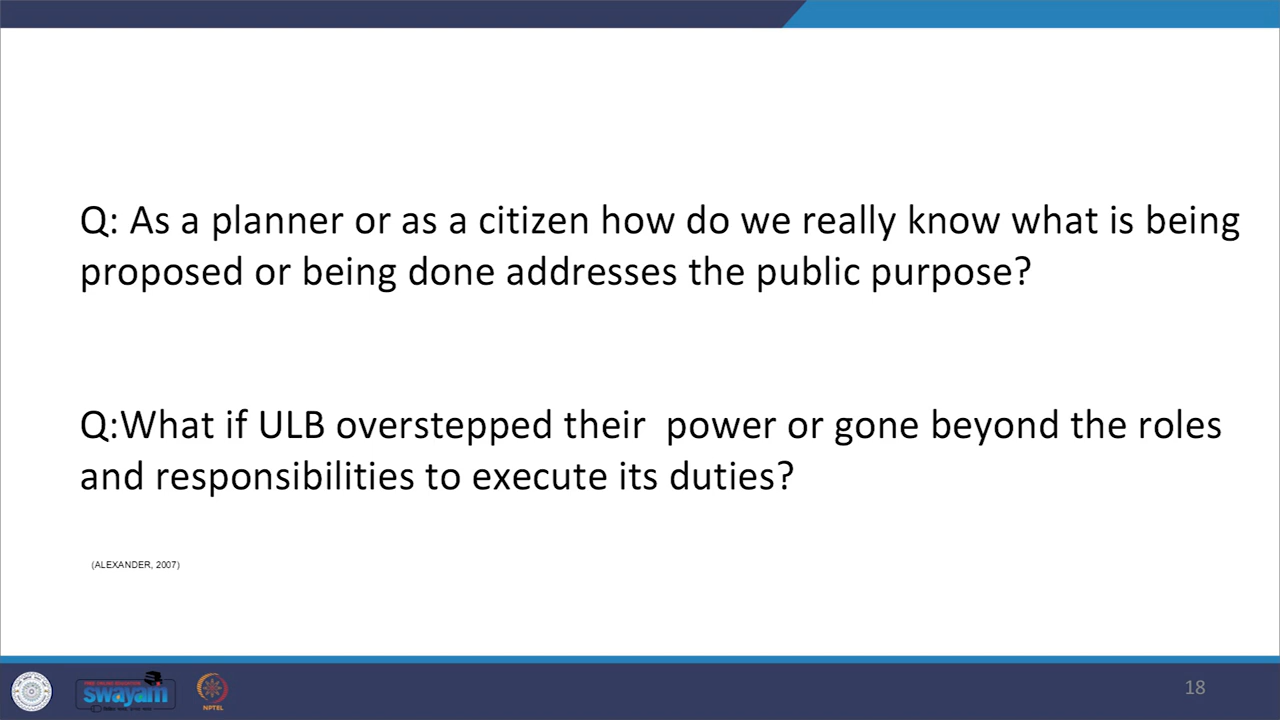 Q: As a planner or as a citizen how do we really know what is being
proposed or being done addresses the public purpose?
Q:What if ULB overstepped their  power or gone beyond the roles
and responsibilities to execute its duties?
(ALEXANDER, 2007)
swayam
NPTEL
18